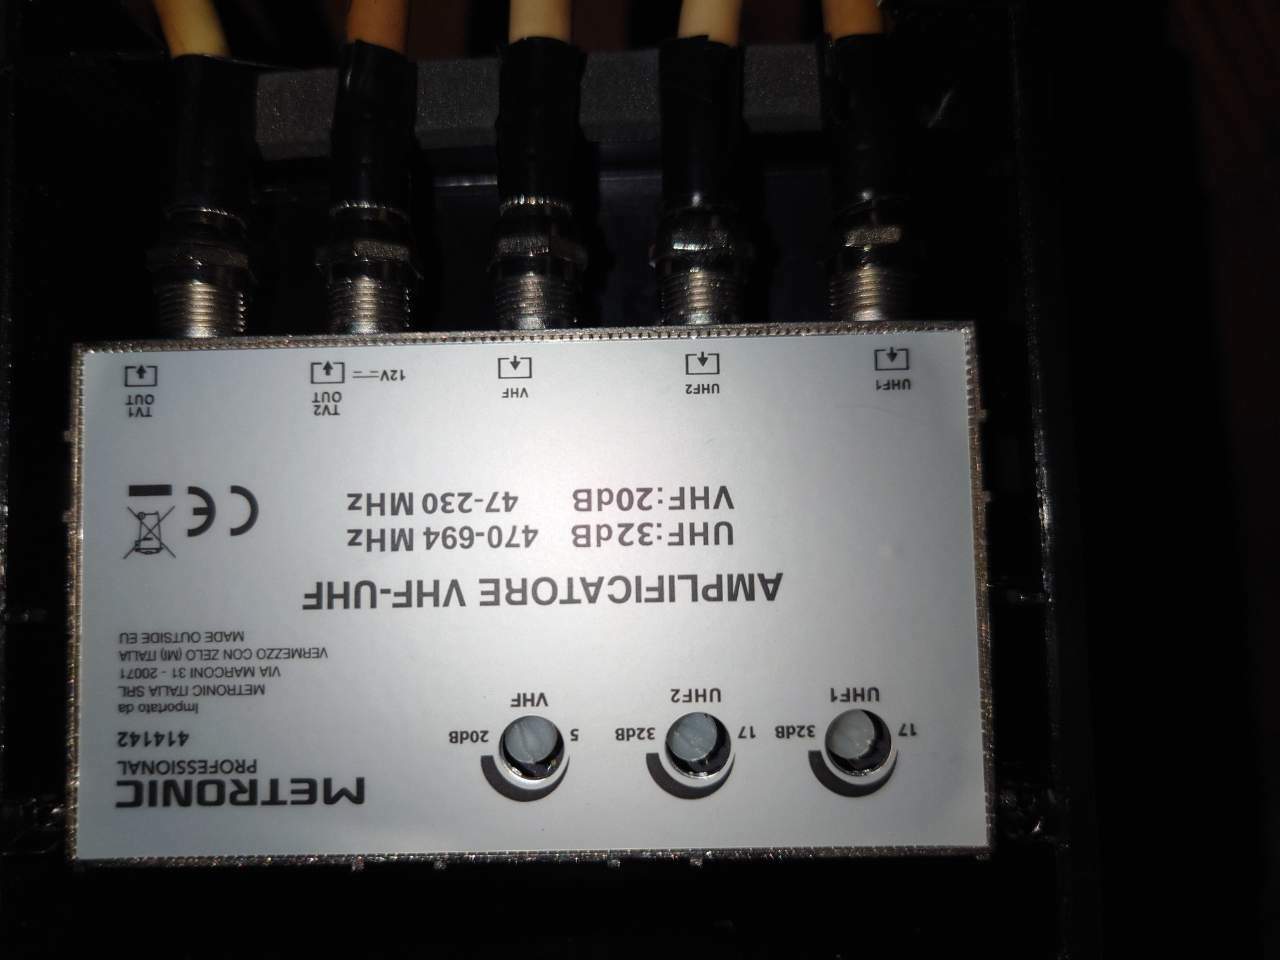 METRONIC
PROFESSIONAL
414142
Importato da
METRONIC ITALIA SRL
VIA MARCONI 31 - 20071
VERMEZZO CON ZELO (MI) ITALIA
MADE OUTSIDE EU
17 32dB
UHF1
17 32dB
UHF2
5 20dB
VHF
AMPLIFICATORE VHF-UHF
UHF:32dB 470-694 MHz
VHF:20dB 47-230 MHz
CE
UHF1
UHF2
VHF
12V
TV2
OUT
TV1
OUT